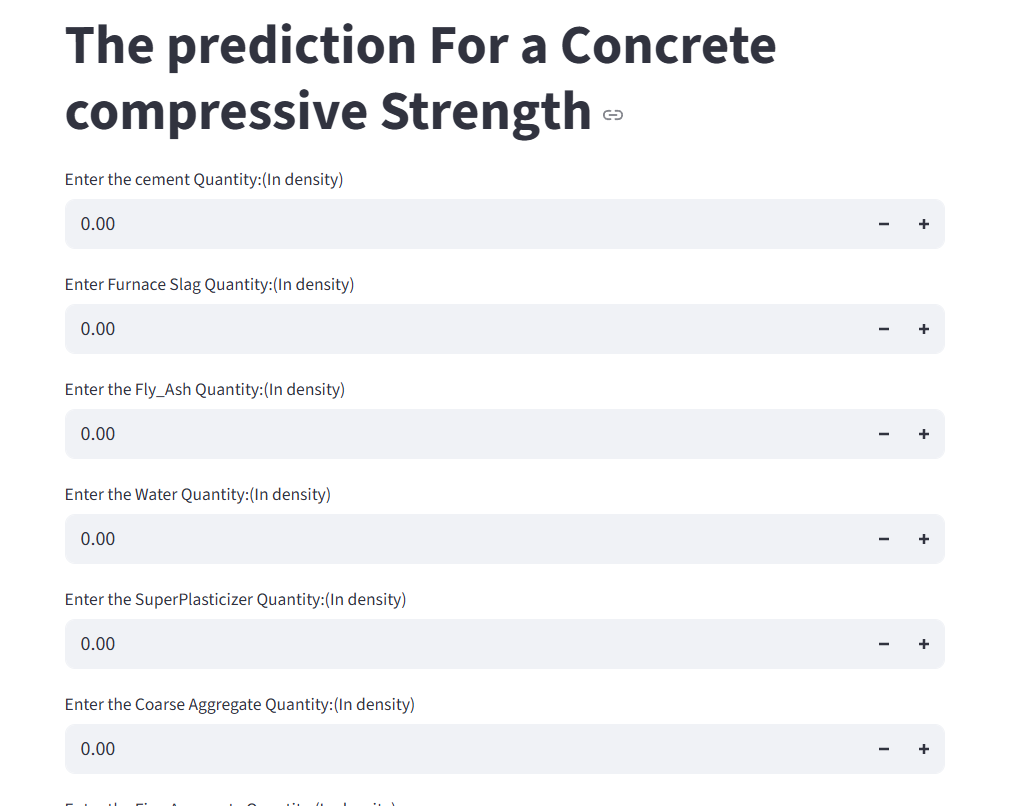 The prediction For a Concrete
compressive Strength
Enter the cement Quantity:(In density)
0.00
Enter Furnace Slag Quantity:(In density)
0.00
Enter the Fly_Ash Quantity:(In density)
0.00
Enter the Water Quantity:(In density)
0.00
Enter the SuperPlasticizer Quantity:(In density)
0.00
Enter the Coarse Aggregate Quantity:(In density)
0.00